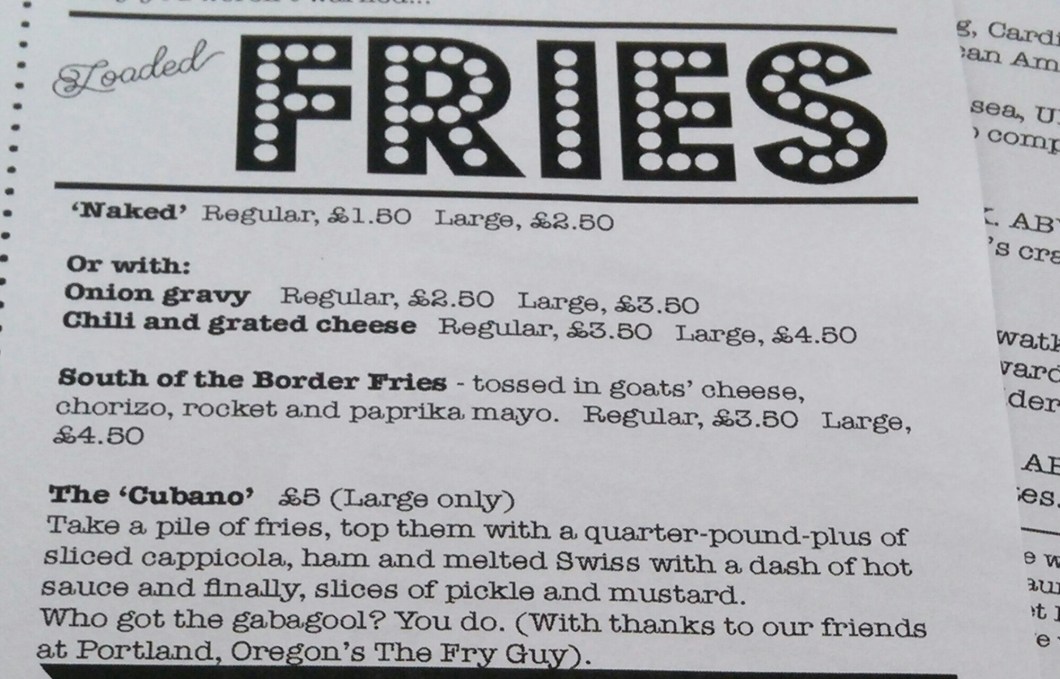 Loaded FRIES
'Naked' Regular, £1.50 Large, £2.50
Or with:
Onion gravy Regular, £2.50 Large, £3.50
Chili and grated cheese Regular, £3.50 Large, £4.50
South of the Border Fries - tossed in goats' cheese,
chorizo, rocket and paprika mayo. Regular, £3.50 Large,
£4.50
The 'Cubano' £5 (Large only)
Take a pile of fries, top them with a quarter-pound-plus of
sliced cappicola, ham and melted Swiss with a dash of hot
sauce and finally, slices of pickle and mustard.
Who got the gabagool? You do. (With thanks to our friends
at Portland, Oregon's The Fry Guy).